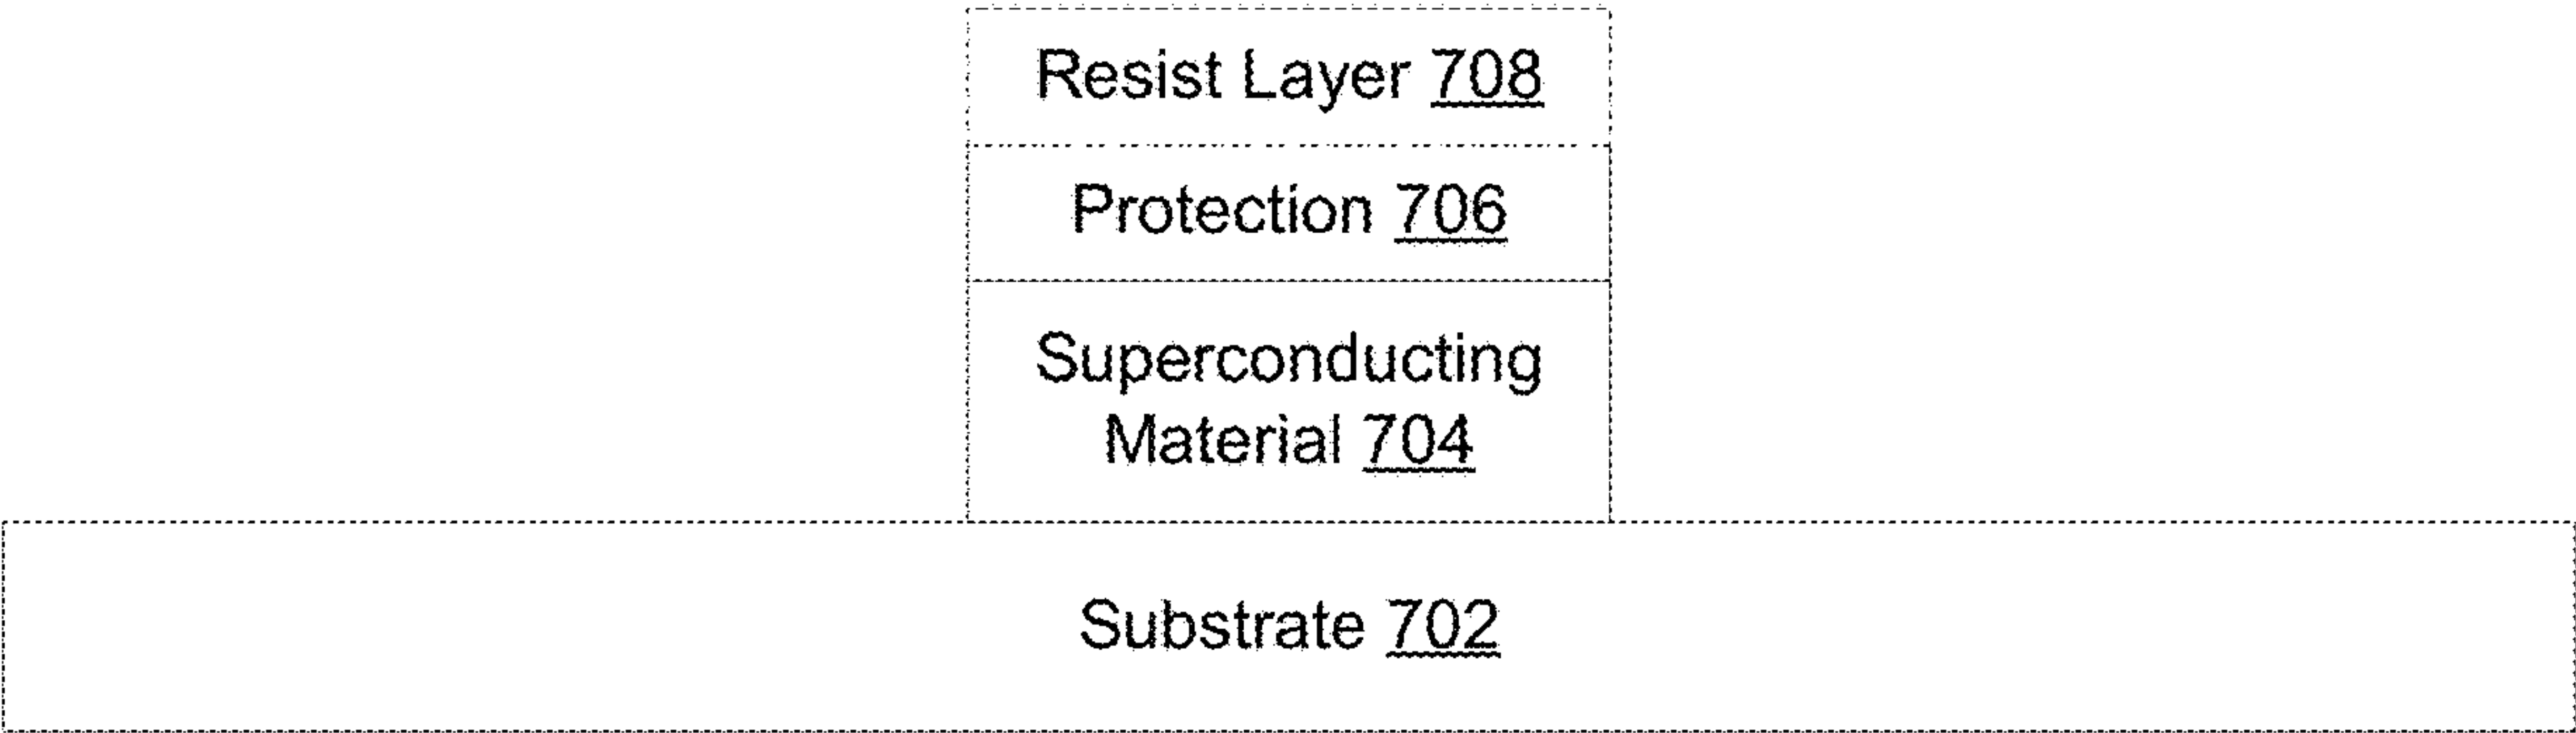 Resist Layer 708
Protection 706
Superconducting
Material 704
Substrate 702